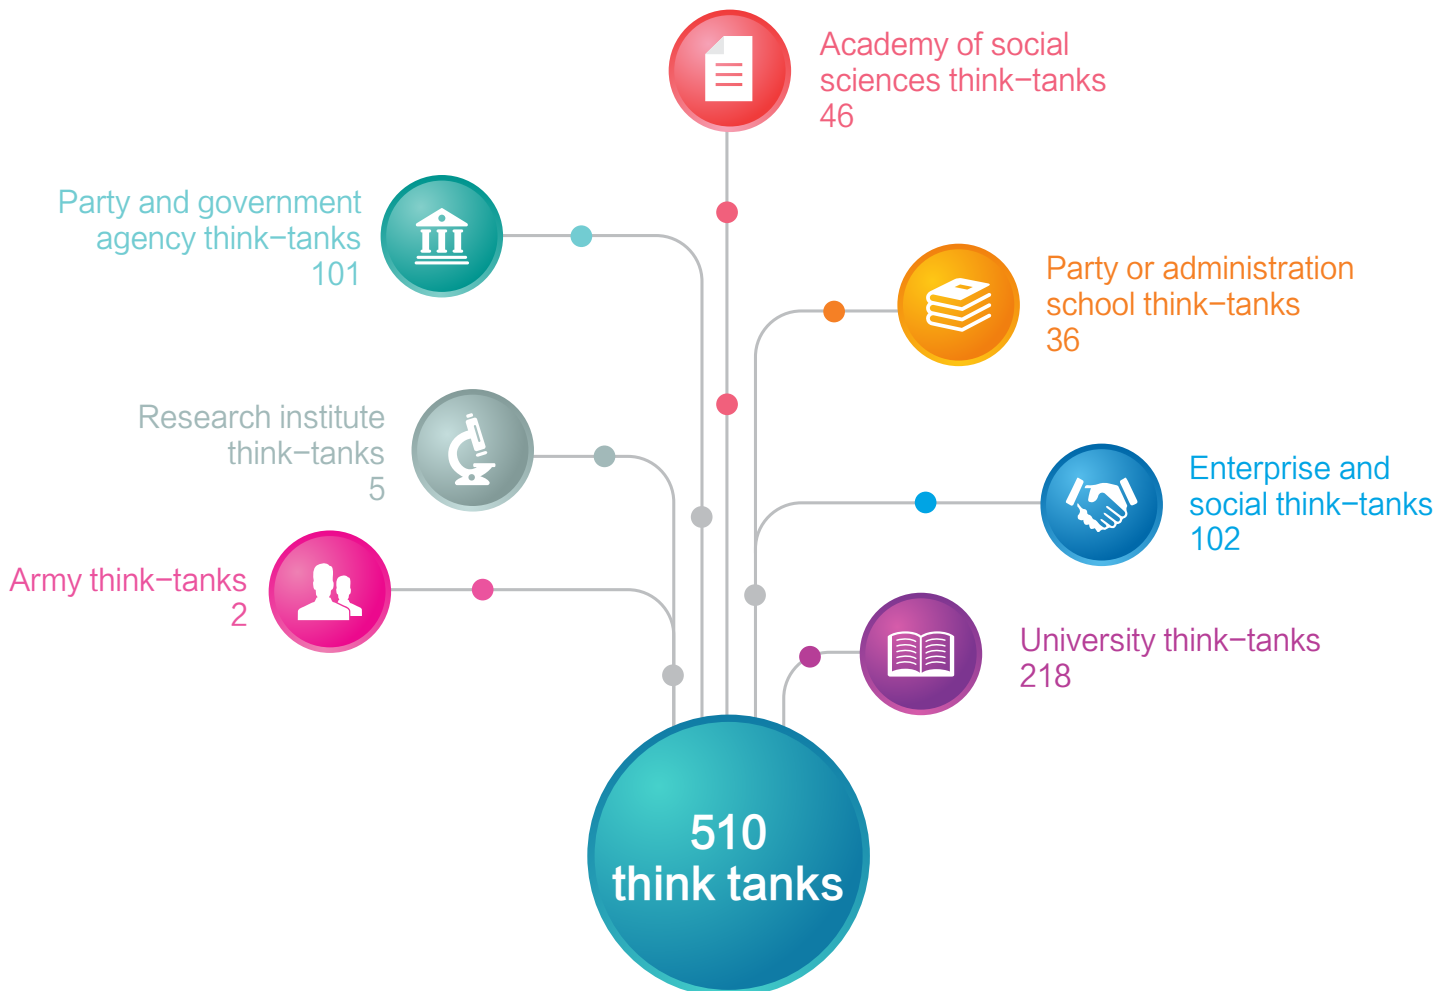 Academy of social
sciences think-tanks
46
Party and government
agency think-tanks
101
Party or administration
school think-tanks
36
Research institute
think-tanks
5
Enterprise and
social think-tanks
102
Army think-tanks
2
University think-tanks
218
510
think tanks